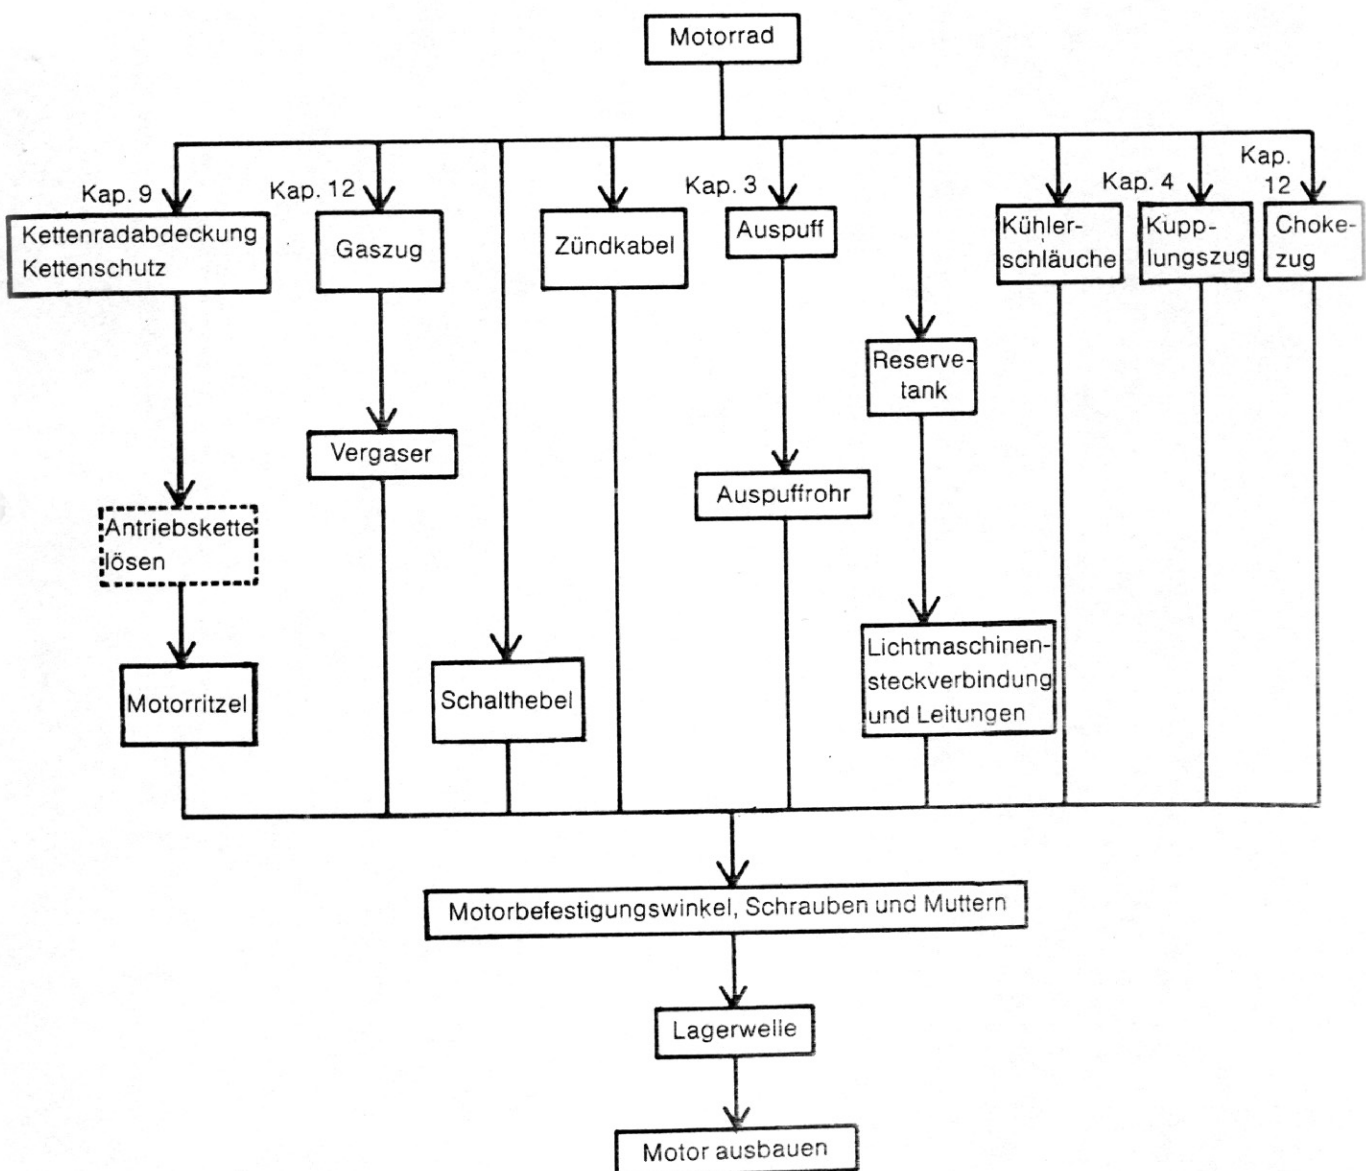 Motorrad
Kap. 9
Kettenradabdeckung
Kettenschutz
Kap. 12
Gaszug
Zündkabel
Kap. 3
Auspuff
Kühler-
schläuche
Kap. 4
Kupp-
lungszug
Kap.
12
Choke-
zug
Reserve-
tank
Vergaser
Auspuffrohr
Antriebskette
lösen
Lichtmaschinen-
steckverbindung
und Leitungen
Motorritzel
Schalthebel
Motorbefestigungswinkel, Schrauben und Muttern
Lagerwelle
Motor ausbauen